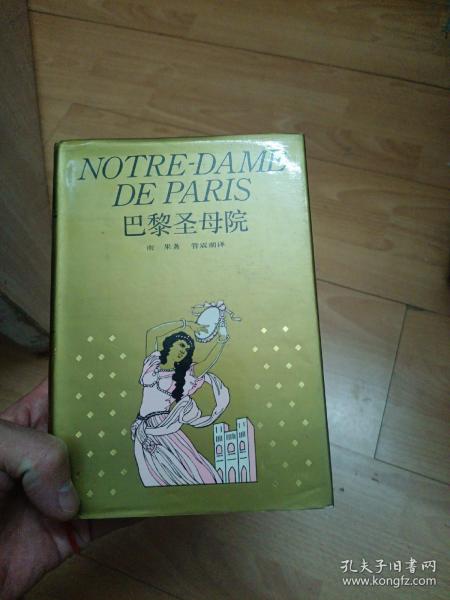 NOTRE-DAME
DE PARIS
巴黎圣母院
雨果著 管震湖译
孔夫子旧书网
www.kongfz.com